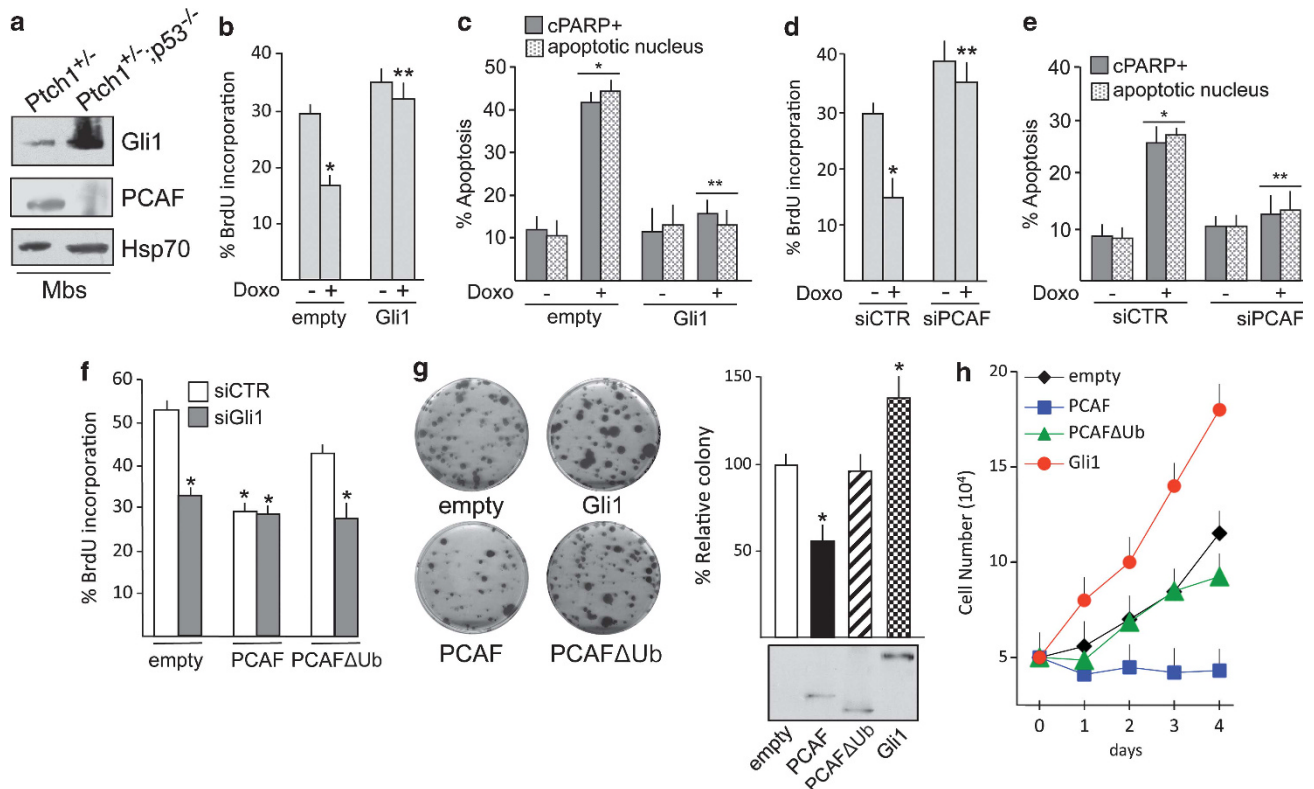 a
Ptch1+/-
Ptch1+/-;p53-/-
Gli1
PCAF
Hsp70
Mbs
b
% BrdU incorporation
40
30
20
10
Doxo - + - +
empty Gli1
c
cPARP+
apoptotic nucleus
% Apoptosis
50
40
30
20
10
* **
Doxo - + - +
empty Gli1
d
% BrdU incorporation
40
30
20
10
* **
Doxo - + - +
siCTR siPCAF
e
cPARP+
apoptotic nucleus
% Apoptosis
50
40
30
20
10
* **
Doxo - + - +
siCTR siPCAF
f
siCTR
siGli1
% BrdU incorporation
60
50
40
30
20
10
* * * *
empty PCAF PCAFΔUb
g
empty Gli1
PCAF PCAFΔUb
% Relative colony
150
100
50
* *
empty
PCAF
PCAFΔUb
Gli1
h
empty
PCAF
PCAFΔUb
Gli1
Cell Number (10⁴)
20
15
10
5
0 1 2 3 4
days